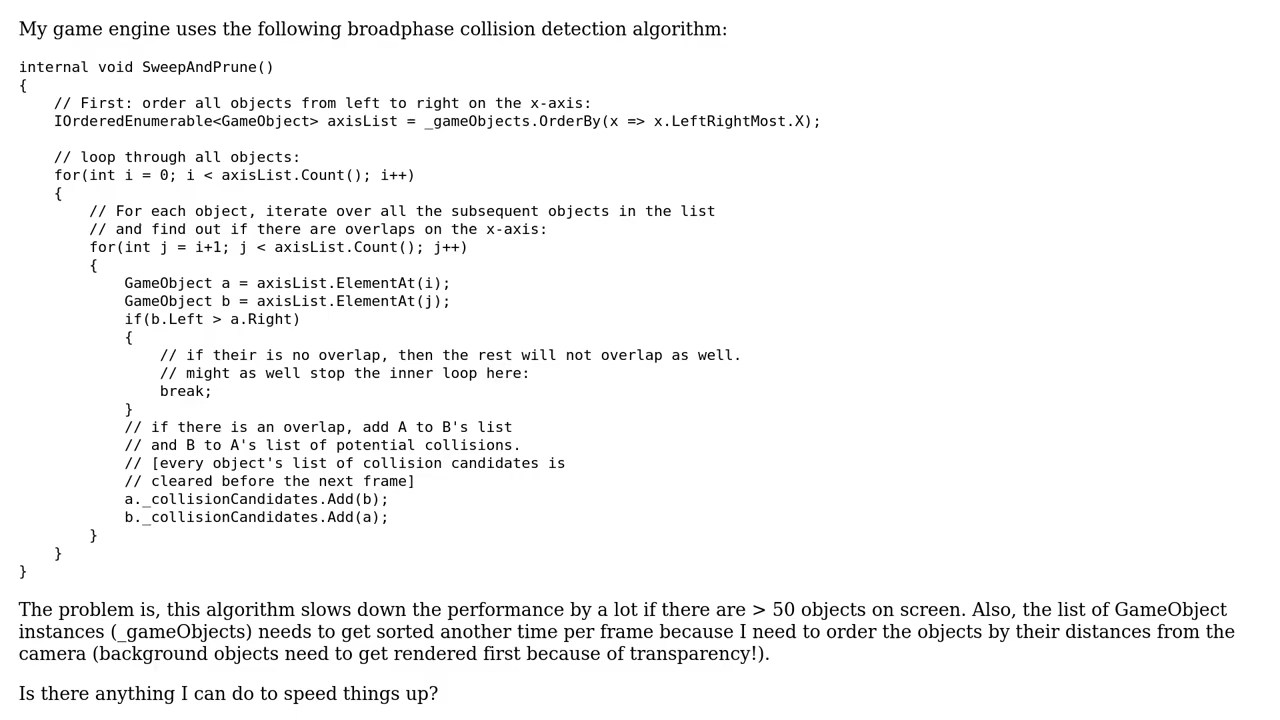 My game engine uses the following broadphase collision detection algorithm:
internal void SweepAndPrune()
{
    // First: order all objects from left to right on the x-axis:
    IOrderedEnumerable<GameObject> axisList = _gameObjects.OrderBy(x => x.LeftRightMost.X);

    // loop through all objects:
    for(int i = 0; i < axisList.Count(); i++)
    {
        // For each object, iterate over all the subsequent objects in the list
        // and find out if there are overlaps on the x-axis:
        for(int j = i+1; j < axisList.Count(); j++)
        {
            GameObject a = axisList.ElementAt(i);
            GameObject b = axisList.ElementAt(j);
            if(b.Left > a.Right)
            {
                // if their is no overlap, then the rest will not overlap as well.
                // might as well stop the inner loop here:
                break;
            }
            // if there is an overlap, add A to B's list
            // and B to A's list of potential collisions.
            // [every object's list of collision candidates is
            // cleared before the next frame]
            a._collisionCandidates.Add(b);
            b._collisionCandidates.Add(a);
        }
    }
}
The problem is, this algorithm slows down the performance by a lot if there are > 50 objects on screen. Also, the list of GameObject
instances (_gameObjects) needs to get sorted another time per frame because I need to order the objects by their distances from the
camera (background objects need to get rendered first because of transparency!).
Is there anything I can do to speed things up?